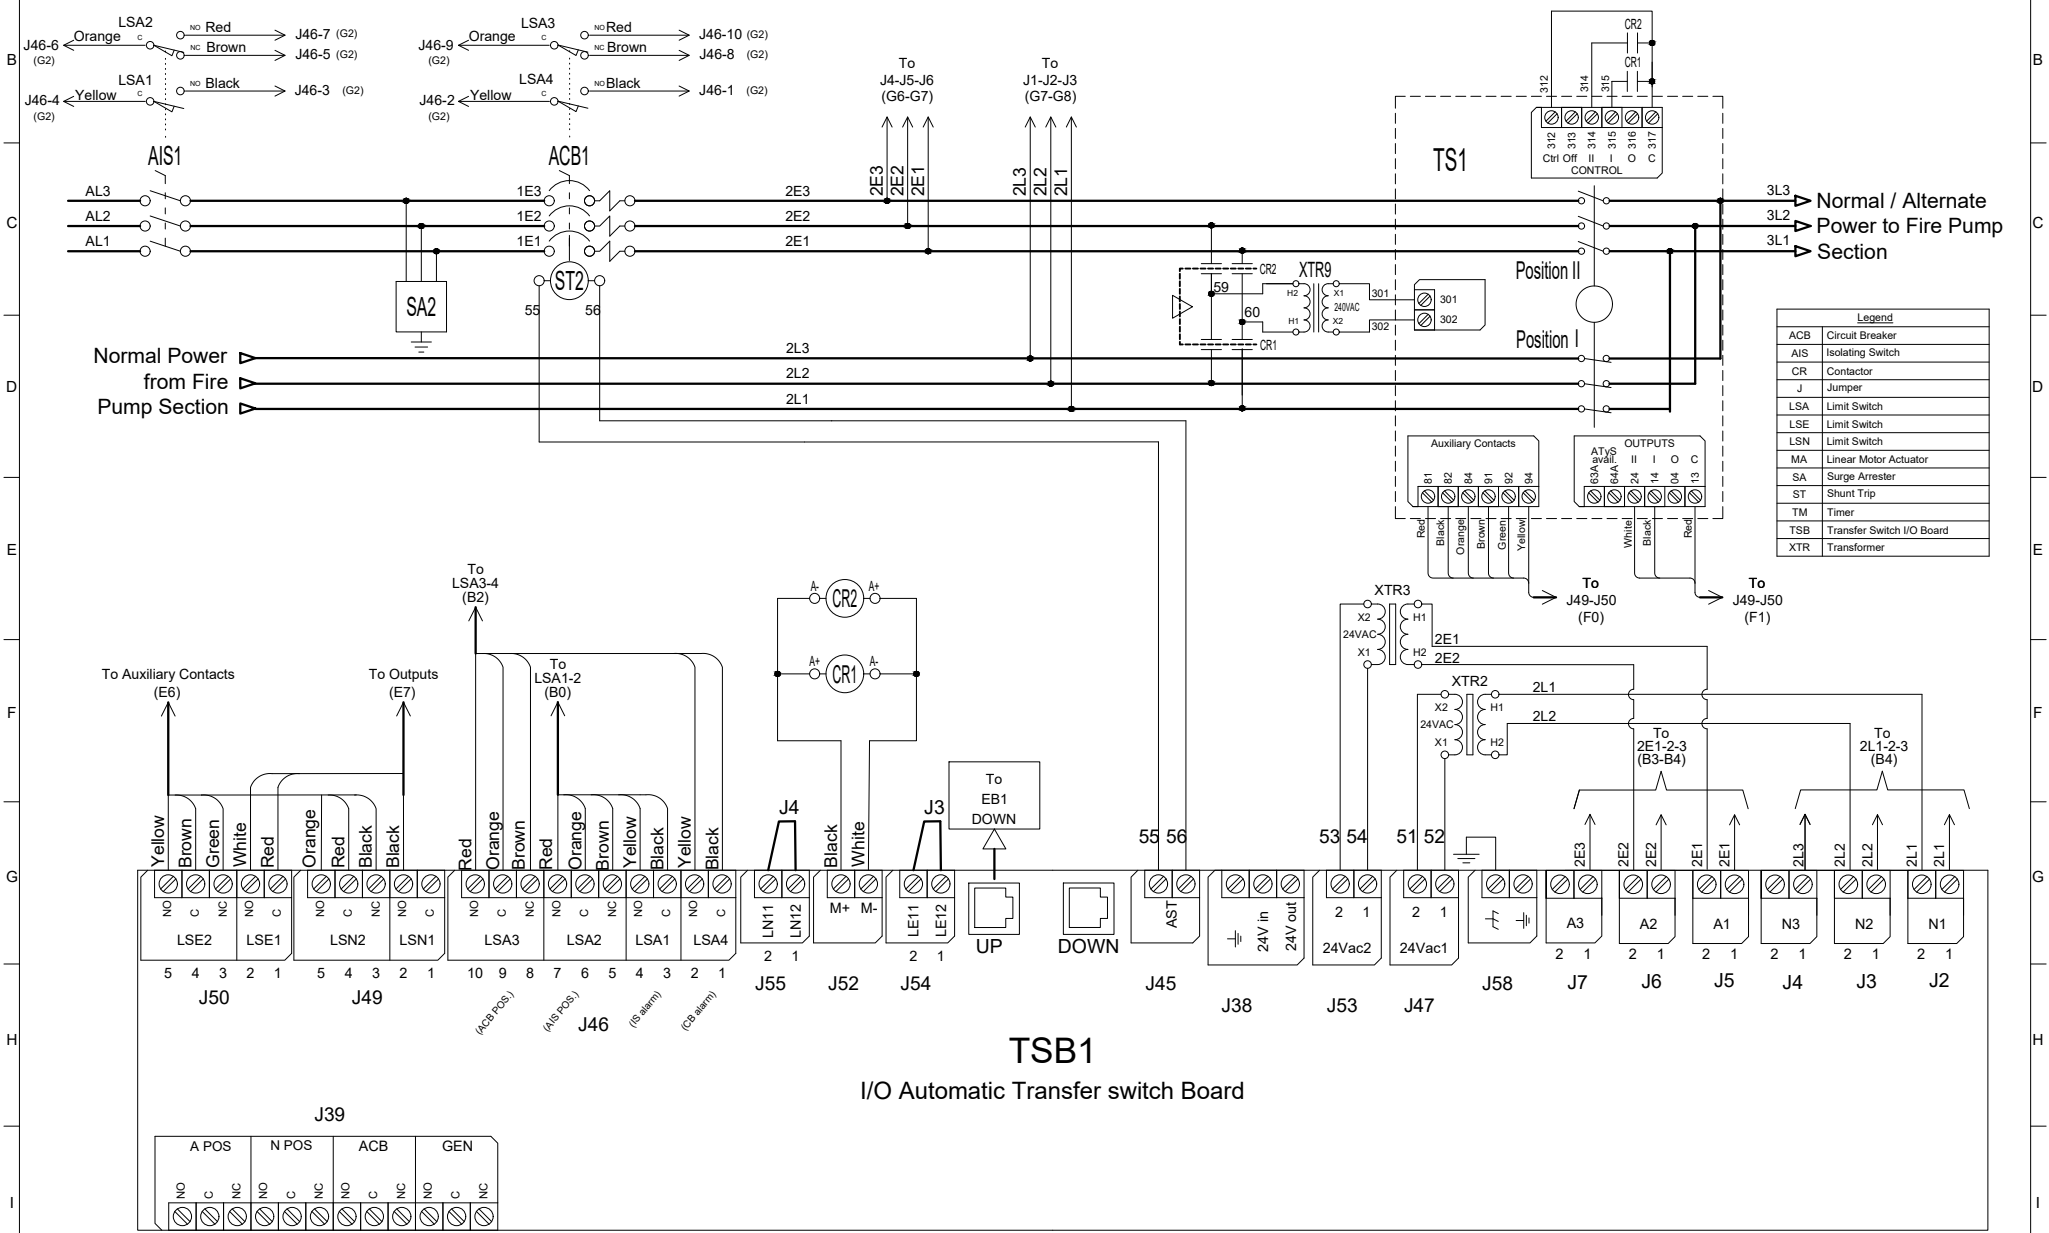 B
LSA2
NO Red
J46-7 (G2)
J46-6 Orange C
(G2)
NC Brown
J46-5 (G2)
LSA1
NO Black
J46-3 (G2)
J46-4 Yellow C
(G2)
LSA3
NO Red
J46-10 (G2)
J46-9 Orange C
(G2)
NC Brown
J46-8 (G2)
LSA4
NO Black
J46-1 (G2)
J46-2 Yellow C
(G2)
To
J4-J5-J6
(G6-G7)
To
J1-J2-J3
(G7-G8)
CR2
CR1
312
314
315
B
312 313 314 315 316 317
Ctrl Off II I O C
CONTROL
TS1
AIS1
ACB1
2E3 2E2 2E1
2L3 2L2 2L1
C
AL3
1E3
2E3
3L3
Normal / Alternate
AL2
1E2
2E2
3L2
Power to Fire Pump
AL1
1E1
2E1
3L1
Section
C
SA2
ST2
55
56
CR2
59
60
CR1
XTR9
H2 X1
240VAC
H1 X2
301
302
301
302
Position II
Position I
D
Normal Power
from Fire
Pump Section
2L3
2L2
2L1
D
Legend
ACB Circuit Breaker
AIS Isolating Switch
CR Contactor
J Jumper
LSA Limit Switch
LSE Limit Switch
LSN Limit Switch
MA Linear Motor Actuator
SA Surge Arrester
ST Shunt Trip
TM Timer
TSB Transfer Switch I/O Board
XTR Transformer
Auxiliary Contacts
81 82 84 91 92 94
Red Black Orange Brown Green Yellow
To
J49-J50
(F0)
OUTPUTS
ATyS
avail. II I O C
63A 64A 24 14 04 13
White Black Red
To
J49-J50
(F1)
E
E
To
LSA3-4
(B2)
A- CR2 A+
A+ CR1 A-
XTR3
X2 H1
24VAC
X1 H2
2E1
2E2
XTR2
X2 H1
24VAC
X1 H2
2L1
2L2
F
To Auxiliary Contacts
(E6)
To Outputs
(E7)
To
LSA1-2
(B0)
To
2E1-2-3
(B3-B4)
To
2L1-2-3
(B4)
F
J4
J3
To
EB1
DOWN
G
Yellow Brown Green White Red
Orange Red Black Black
Red Orange Brown Red Orange Brown Yellow Black Yellow Black
Black White
55 56
53 54
51 52
2E3 2E2 2E2 2E1 2E1
2L3 2L2 2L2 2L1 2L1
G
NO C NC NO C
LSE2 LSE1
5 4 3 2 1
J50
NO C NC NO C
LSN2 LSN1
5 4 3 2 1
J49
NO C NC NO C NC NO C NO C
LSA3 LSA2 LSA1 LSA4
10 9 8 7 6 5 4 3 2 1
(ACB POS.) (AIS POS.) (IS alarm) (CB alarm)
J46
LN11 LN12
2 1
J55
M+ M-
J52
LE11 LE12
2 1
J54
UP
DOWN
AST
J45
24V in 24V out
J38
2 1
24Vac2
J53
2 1
24Vac1
J47
J58
A3
2 1
J7
A2
2 1
J6
A1
2 1
J5
N3
2 1
J4
N2
2 1
J3
N1
2 1
J2
H
TSB1
I/O Automatic Transfer switch Board
H
J39
A POS N POS ACB GEN
NO C NC NO C NC NO C NC NO C NC
I
I